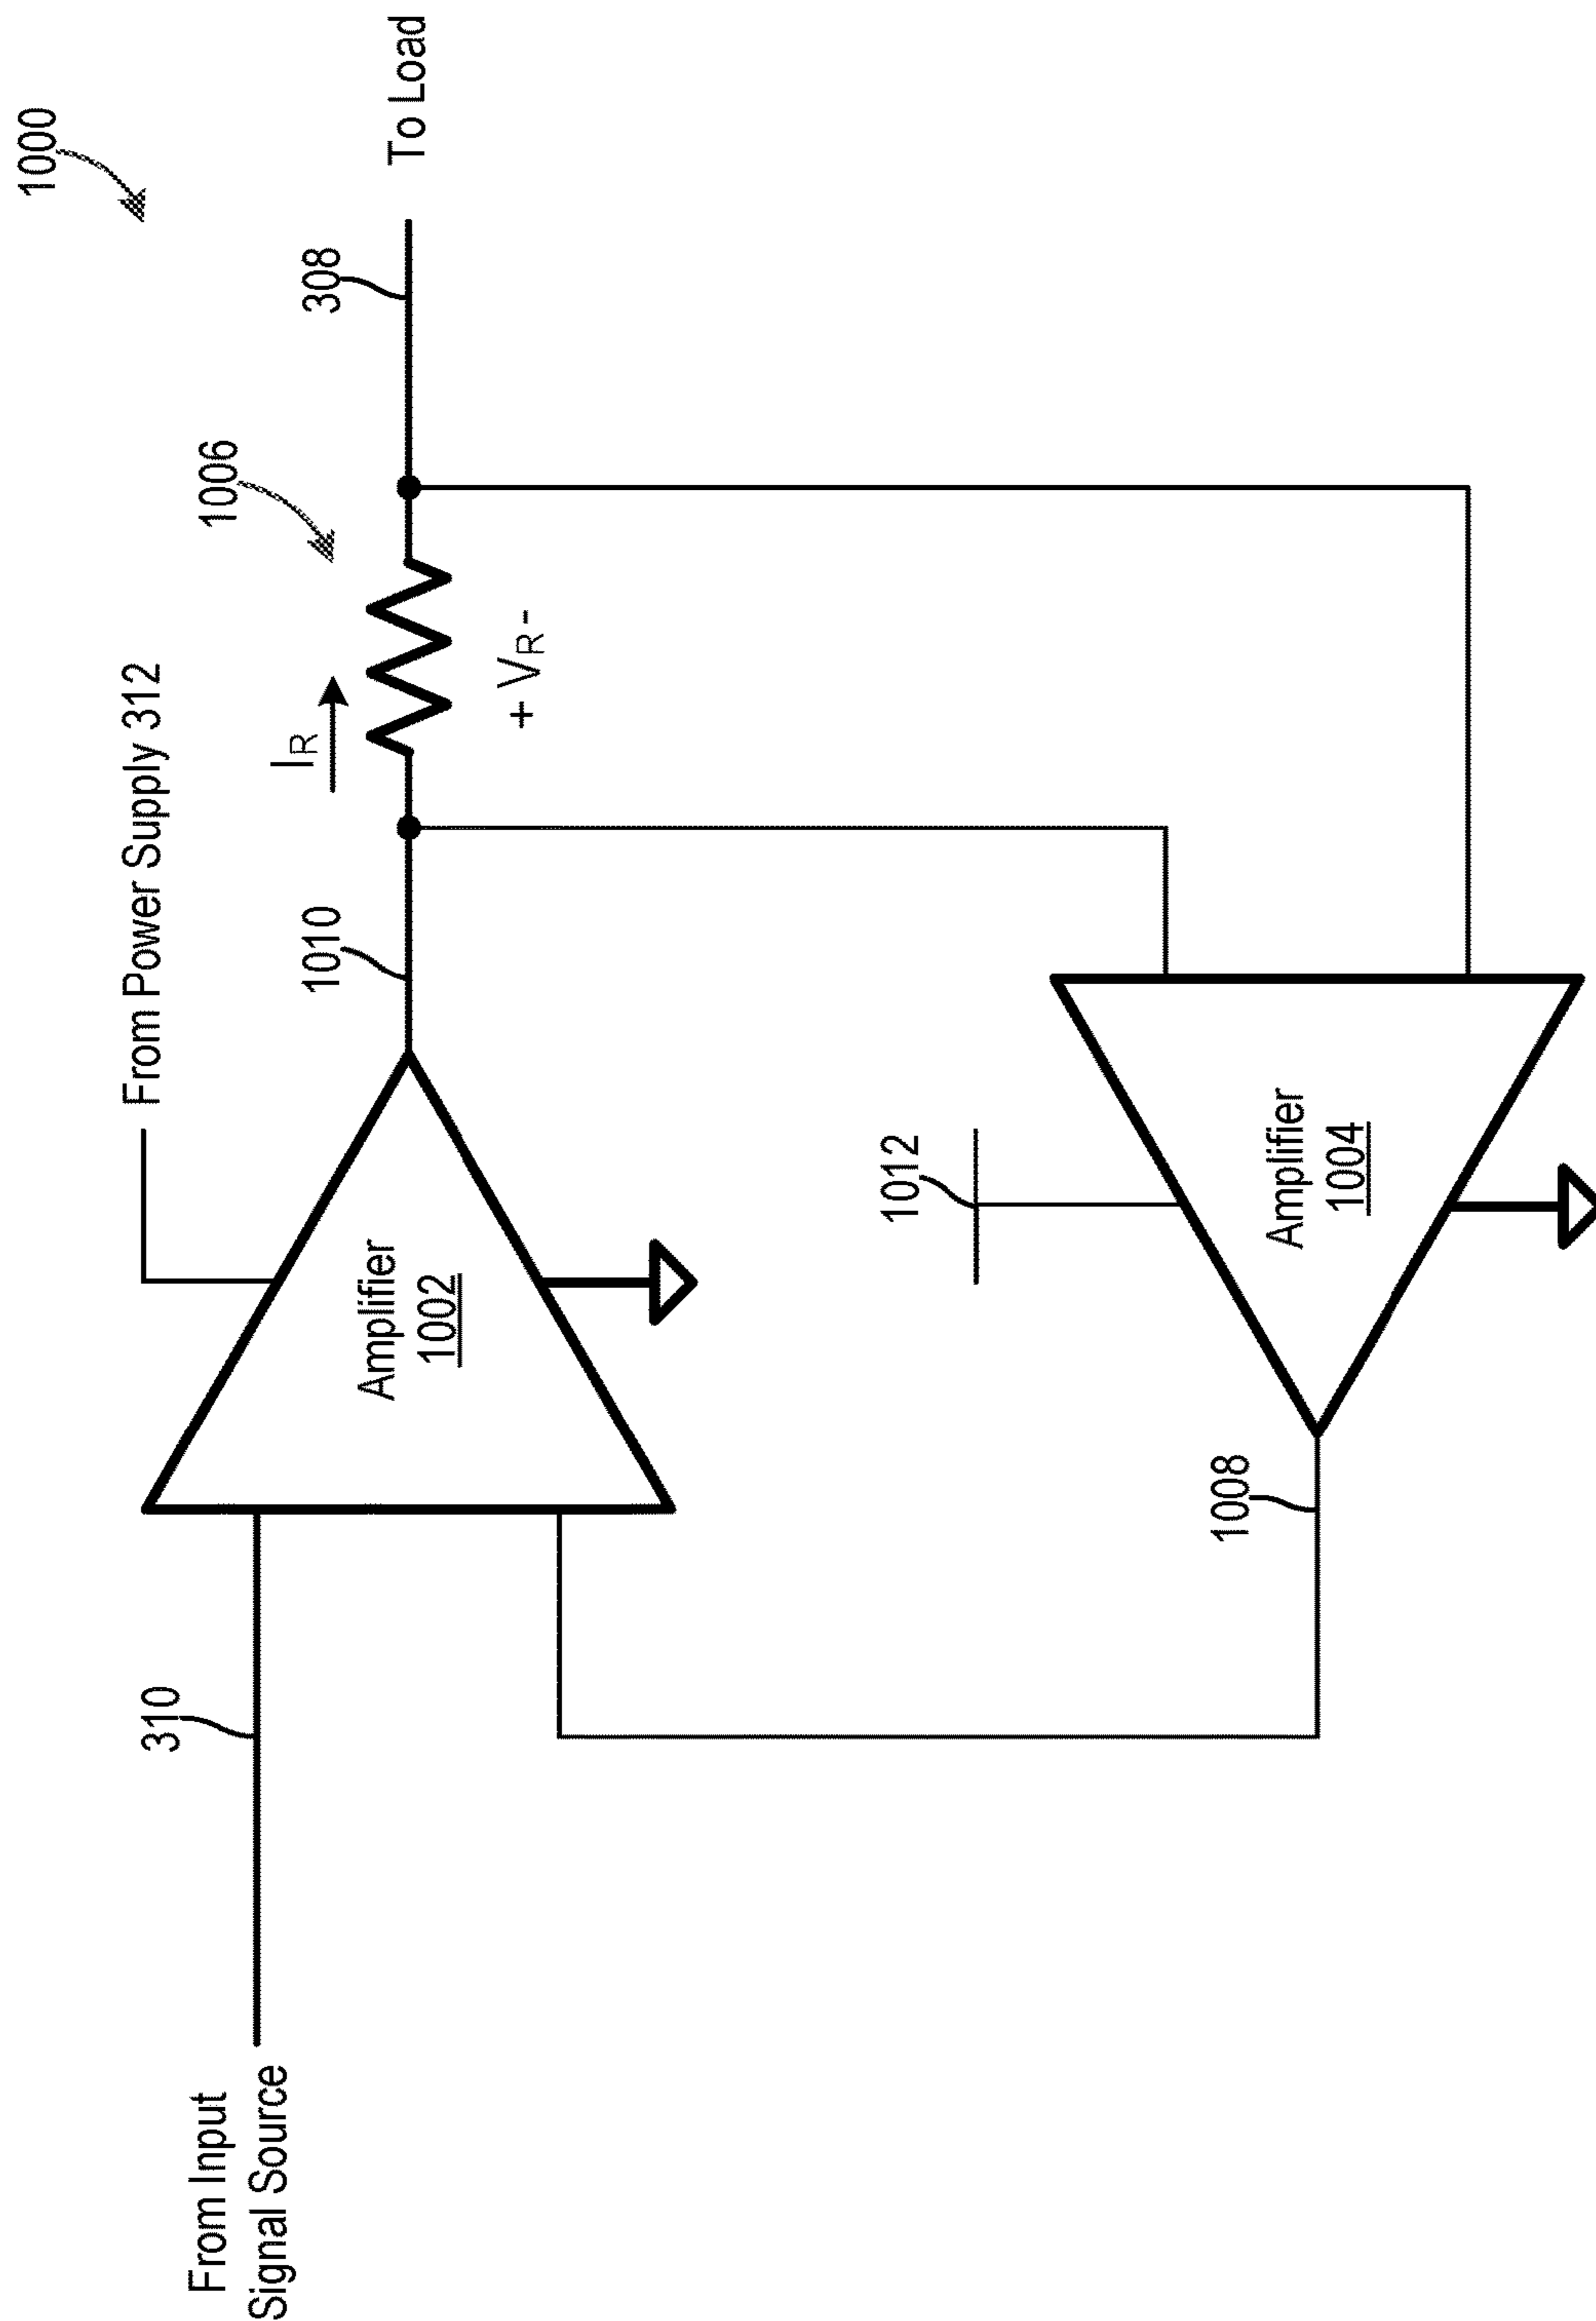 1000
From Power Supply 312
1006
308
1010
I_R
To Load
310
From Input
Signal Source
Amplifier
1002
+ V_R -
1012
1008
Amplifier
1004